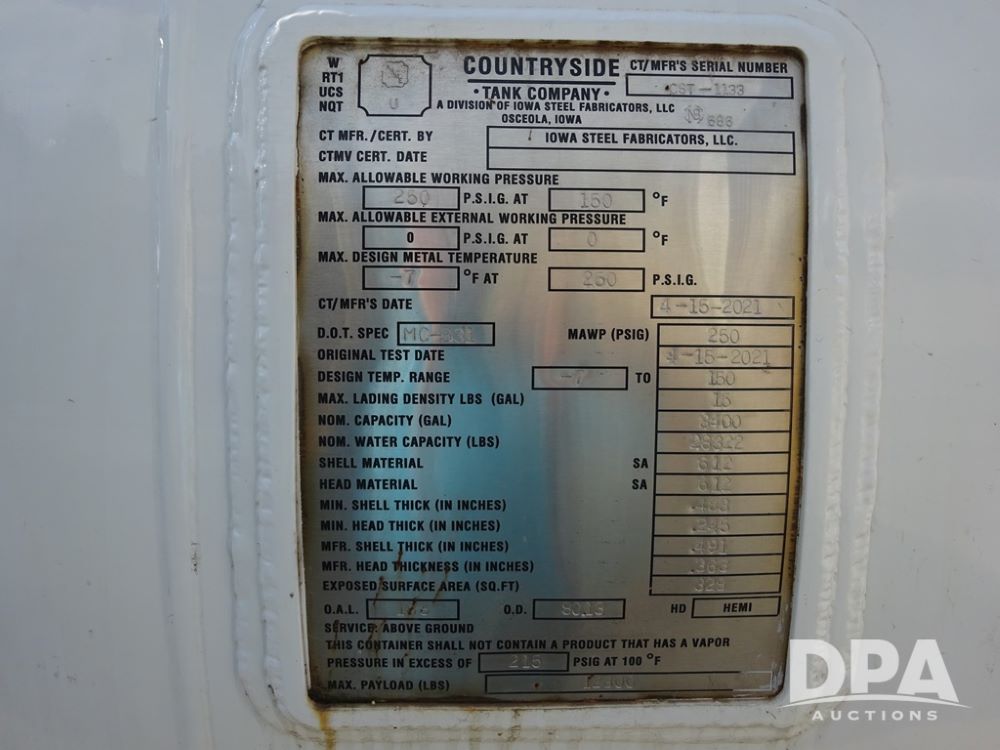 W
RT1
UCS
NQT
U
COUNTRYSIDE
• TANK COMPANY •
A DIVISION OF IOWA STEEL FABRICATORS, LLC
OSCEOLA, IOWA
CT/MFR'S SERIAL NUMBER
CST-1133
686
CT MFR./CERT. BY IOWA STEEL FABRICATORS, LLC.
CTMV CERT. DATE
MAX. ALLOWABLE WORKING PRESSURE
250 P.S.I.G. AT 150 °F
MAX. ALLOWABLE EXTERNAL WORKING PRESSURE
0 P.S.I.G. AT 0 °F
MAX. DESIGN METAL TEMPERATURE
-7 °F AT 250 P.S.I.G.
CT/MFR'S DATE 4-15-2021
D.O.T. SPEC MC-331 MAWP (PSIG) 250
ORIGINAL TEST DATE 4-15-2021
DESIGN TEMP. RANGE -7 TO 150
MAX. LADING DENSITY LBS (GAL)
NOM. CAPACITY (GAL) 3400
NOM. WATER CAPACITY (LBS) 28322
SHELL MATERIAL SA 612
HEAD MATERIAL SA 612
MIN. SHELL THICK (IN INCHES)
MIN. HEAD THICK (IN INCHES)
MFR. SHELL THICK (IN INCHES) .491
MFR. HEAD THICKNESS (IN INCHES)
EXPOSED SURFACE AREA (SQ.FT) 329
O.A.L. O.D. HD HEMI
SERVICE: ABOVE GROUND
THIS CONTAINER SHALL NOT CONTAIN A PRODUCT THAT HAS A VAPOR
PRESSURE IN EXCESS OF 215 PSIG AT 100 °F
MAX. PAYLOAD (LBS)
DPA
AUCTIONS